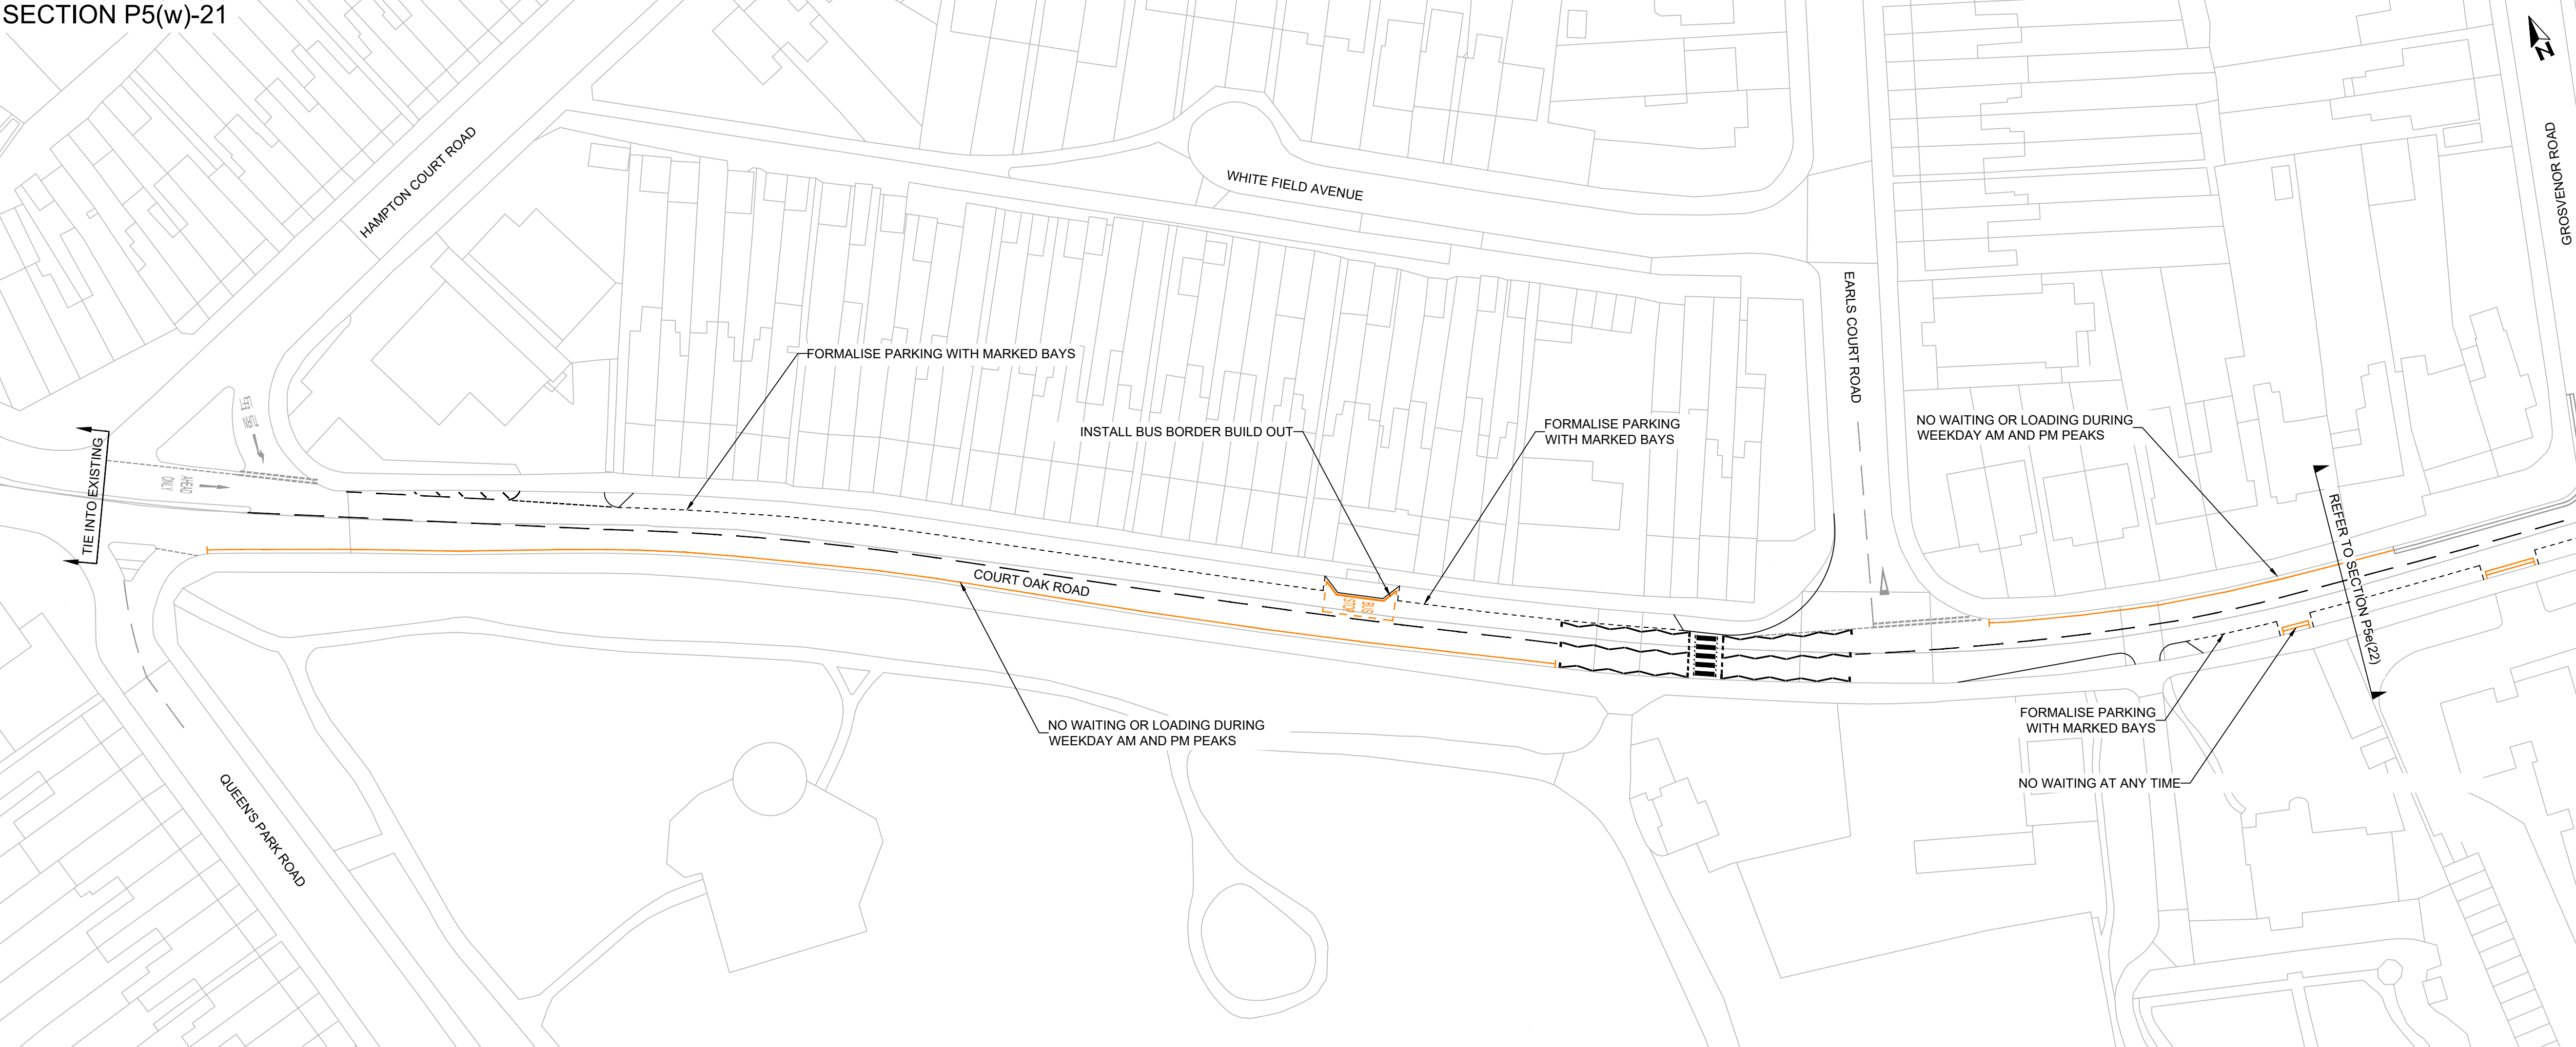 SECTION P5(w)-21
N
HAMPTON COURT ROAD
WHITE FIELD AVENUE
GROSVENOR ROAD
EARLS COURT ROAD
FORMALISE PARKING WITH MARKED BAYS
INSTALL BUS BORDER BUILD OUT
FORMALISE PARKING
WITH MARKED BAYS
NO WAITING OR LOADING DURING
WEEKDAY AM AND PM PEAKS
TIE INTO EXISTING
AHEAD
ONLY
COURT OAK ROAD
BUS
STOP
REFER TO SECTION P5e(22)
NO WAITING OR LOADING DURING
WEEKDAY AM AND PM PEAKS
FORMALISE PARKING
WITH MARKED BAYS
NO WAITING AT ANY TIME
QUEEN'S PARK ROAD